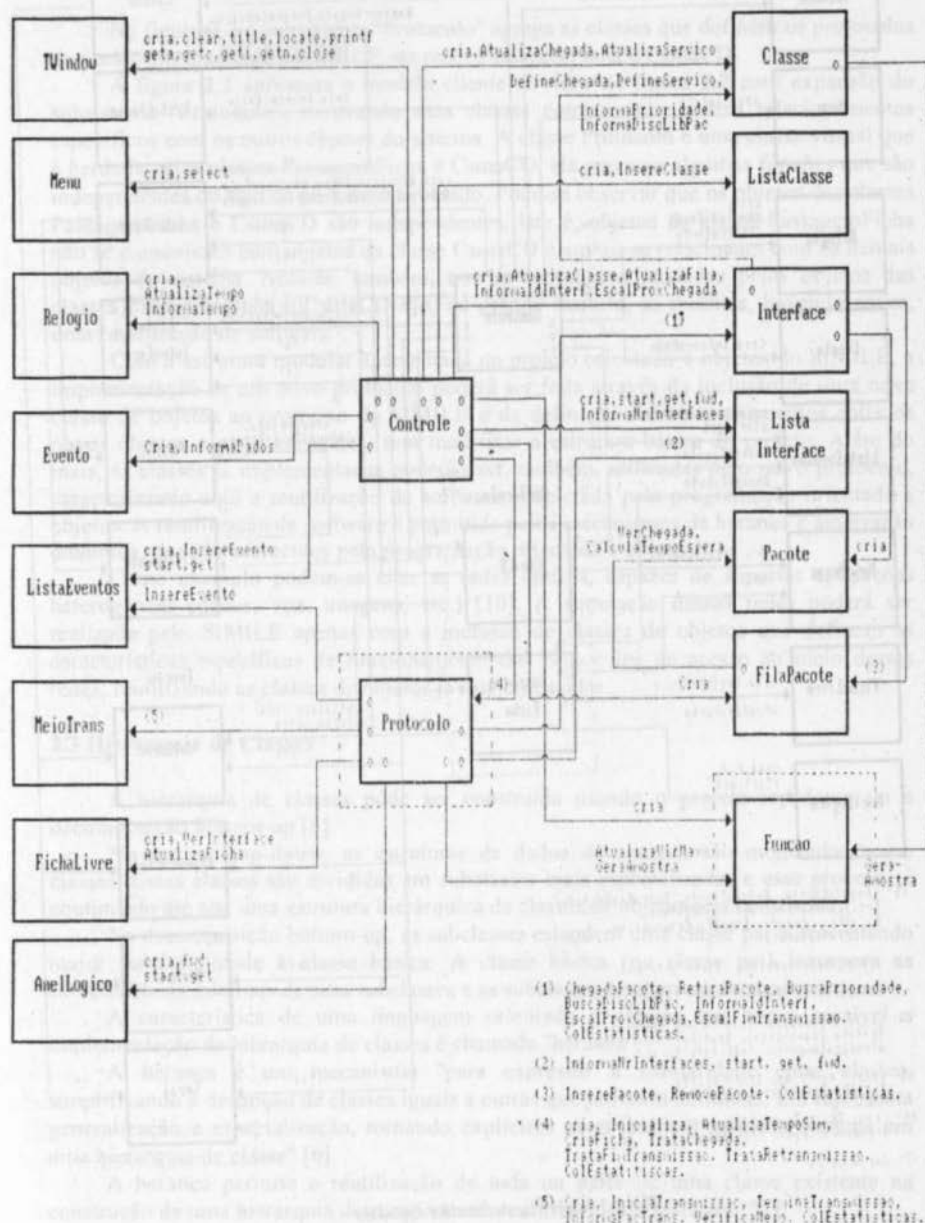 TWindow
cria,clear,title,locate,printf
geta,getc,geti,getn,close
cria,AtualizaChegada,AtualizaServico
DefineChegada,DefineServico,
InformaPrioridade,
InformaDiscLibPac
Classe
Menu
cria,select
cria,InsereClasse
ListaClasse
Relogio
cria,
AtualizaTempo
InformaTempo
cria,AtualizaClasse,AtualizaFila,
InformaIdInterf,EscalProxChegada
(1)
Interface
Controle
cria,start,get,fwd,
InformaNrInterfaces
(2)
Lista
Interface
Evento
Cria,InformaDados
VerChegada,
CalculaTempoEspera
Pacote
cria
ListaEventos
cria,InsereEvento
start,get
InsereEvento
FilaPacote
(3)
Cria
MeioTrans
(5)
Protocolo
(4)
cria
Funcao
Gera
Amostra
FichaLivre
cria,VerInterface
AtualizaFicha
GeraAmostra
AnelLogico
cria,fwd
start,get
(1) ChegadaPacote, RetiraPacote, BuscaPrioridade,
BuscaDiscLibPac, InformaIdInterf,
EscalProxChegada,EscalFimTransmissao,
ColEstatisticas.
(2) InformaNrInterfaces, start, get, fwd.
(3) InserePacote, RemovePacote, ColEstatisticas.
(4) cria, Inicializa, AtualizaTempoSim,
CriaFicha, TrataChegada,
TrataFimTransmissao, TrataRetransmissao,
ColEstatitiscas.
(5) Cria, IniciaTransmissao, TerminaTransmissao,
InformaPacTrans, VerificaMeio, ColEstatisticas.